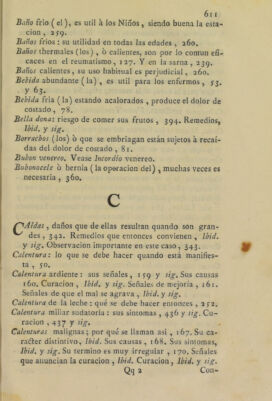 611
Baño frio (el), es util à los Niños, siendo buena la esta-
cion, 259.
Baños frios: su utilidad en todas las edades, 260.
Baños thermales (los), ò calientes, son por lo comun efi-
caces en el reumatismo, 127. Y en la sarna, 239.
Baños calientes, su uso habitual es perjudicial, 260.
Bebida abundante (la), es util para los enfermos, 53.
y 63.
Bebida fria (la) estando acalorados, produce el dolor de
costado, 78.
Bella dona: riesgo de comer sus frutos, 394. Remedios,
Ibid. y sig.
Borrachos (los) ò que se embriagan están sujetos à recaí-
das del dolor de costado, 81.
Bubon venereo. Vease Incordio venereo.
Bubonocele ò hernia (la operacion del), muchas veces es
necesaria, 360.
C
CAídas, daños que de ellas resultan quando son gran-
des, 342. Remedios que entonces convienen, Ibid.
y sig. Observacion importante en este caso, 343.
Calentura: lo que se debe hacer quando está manifies-
ta, 50.
Calentura ardiente: sus señales, 159 y sig. Sus causas
160. Curacion, Ibid. y sig. Señales de mejoria, 161.
Señales de que el mal se agrava, Ibid. y sig.
Calentura de la leche: qué se debe hacer entonces, 252.
Calentura miliar sudatoria: sus sintomas, 436 y sig. Cu-
racion, 437 y sig.
Calenturas malignas; por qué se llaman asi, 167. Su ca-
racter distintivo, Ibid. Sus causas, 168. Sus sintomas,
Ibid. y sig. Su termino es muy irregular, 170. Señales
que anuncian la curacion, Ibid. Curacion, Ibid. y sig.
Qq 2 Con-